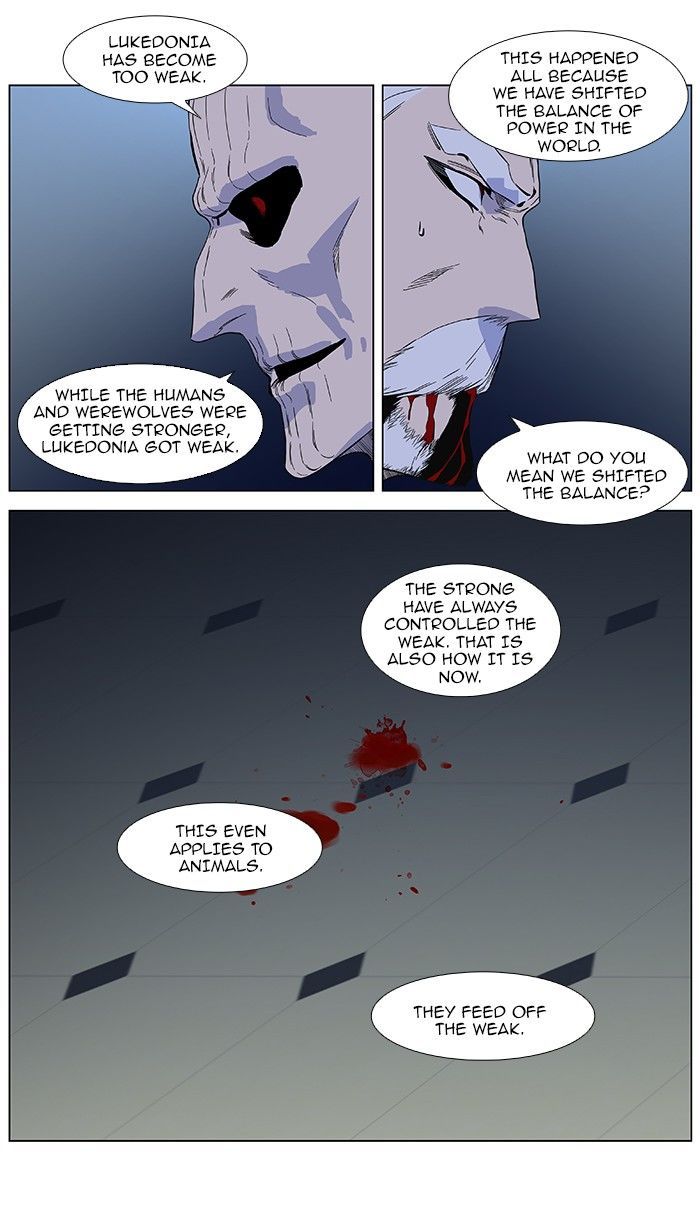 LUKEDONIA
HAS BECOME
TOO WEAK.
THIS HAPPENED
ALL BECAUSE
WE HAVE SHIFTED
THE BALANCE OF
POWER IN THE
WORLD.
WHILE THE HUMANS
AND WEREWOLVES WERE
GETTING STRONGER,
LUKEDONIA GOT WEAK.
WHAT DO YOU
MEAN WE SHIFTED
THE BALANCE?
THE STRONG
HAVE ALWAYS
CONTROLLED THE
WEAK. THAT IS
ALSO HOW IT IS
NOW.
THIS EVEN
APPLIES TO
ANIMALS.
THEY FEED OFF
THE WEAK.